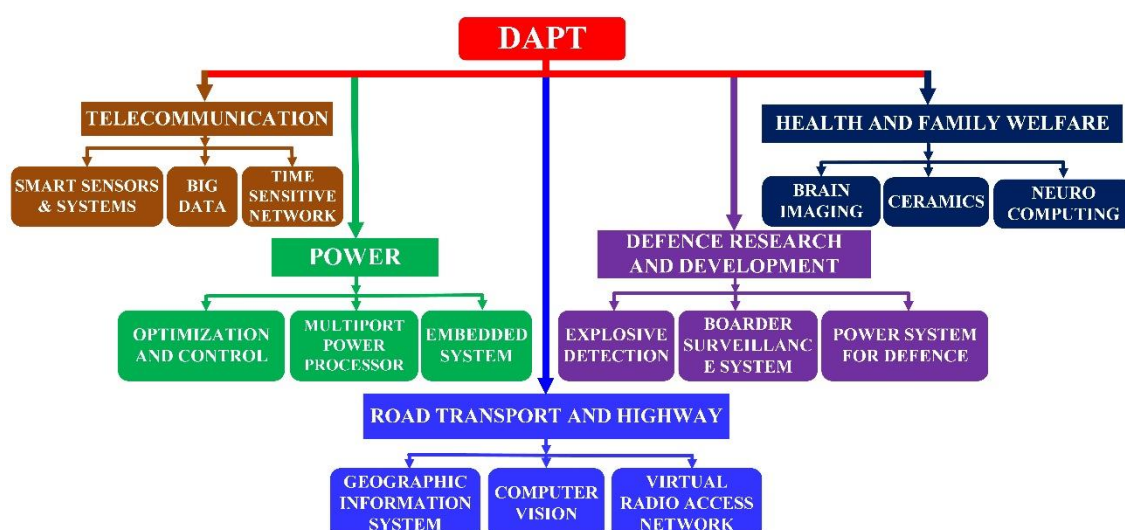 DAPT
TELECOMMUNICATION
HEALTH AND FAMILY WELFARE
SMART SENSORS
& SYSTEMS
BIG
DATA
TIME
SENSITIVE
NETWORK
BRAIN
IMAGING
CERAMICS
NEURO
COMPUTING
POWER
DEFENCE RESEARCH
AND DEVELOPMENT
OPTIMIZATION
AND CONTROL
MULTIPORT
POWER
PROCESSOR
EMBEDDED
SYSTEM
EXPLOSIVE
DETECTION
BOARDER
SURVEILLANC
E SYSTEM
POWER SYSTEM
FOR DEFENCE
ROAD TRANSPORT AND HIGHWAY
GEOGRAPHIC
INFORMATION
SYSTEM
COMPUTER
VISION
VIRTUAL
RADIO ACCESS
NETWORK